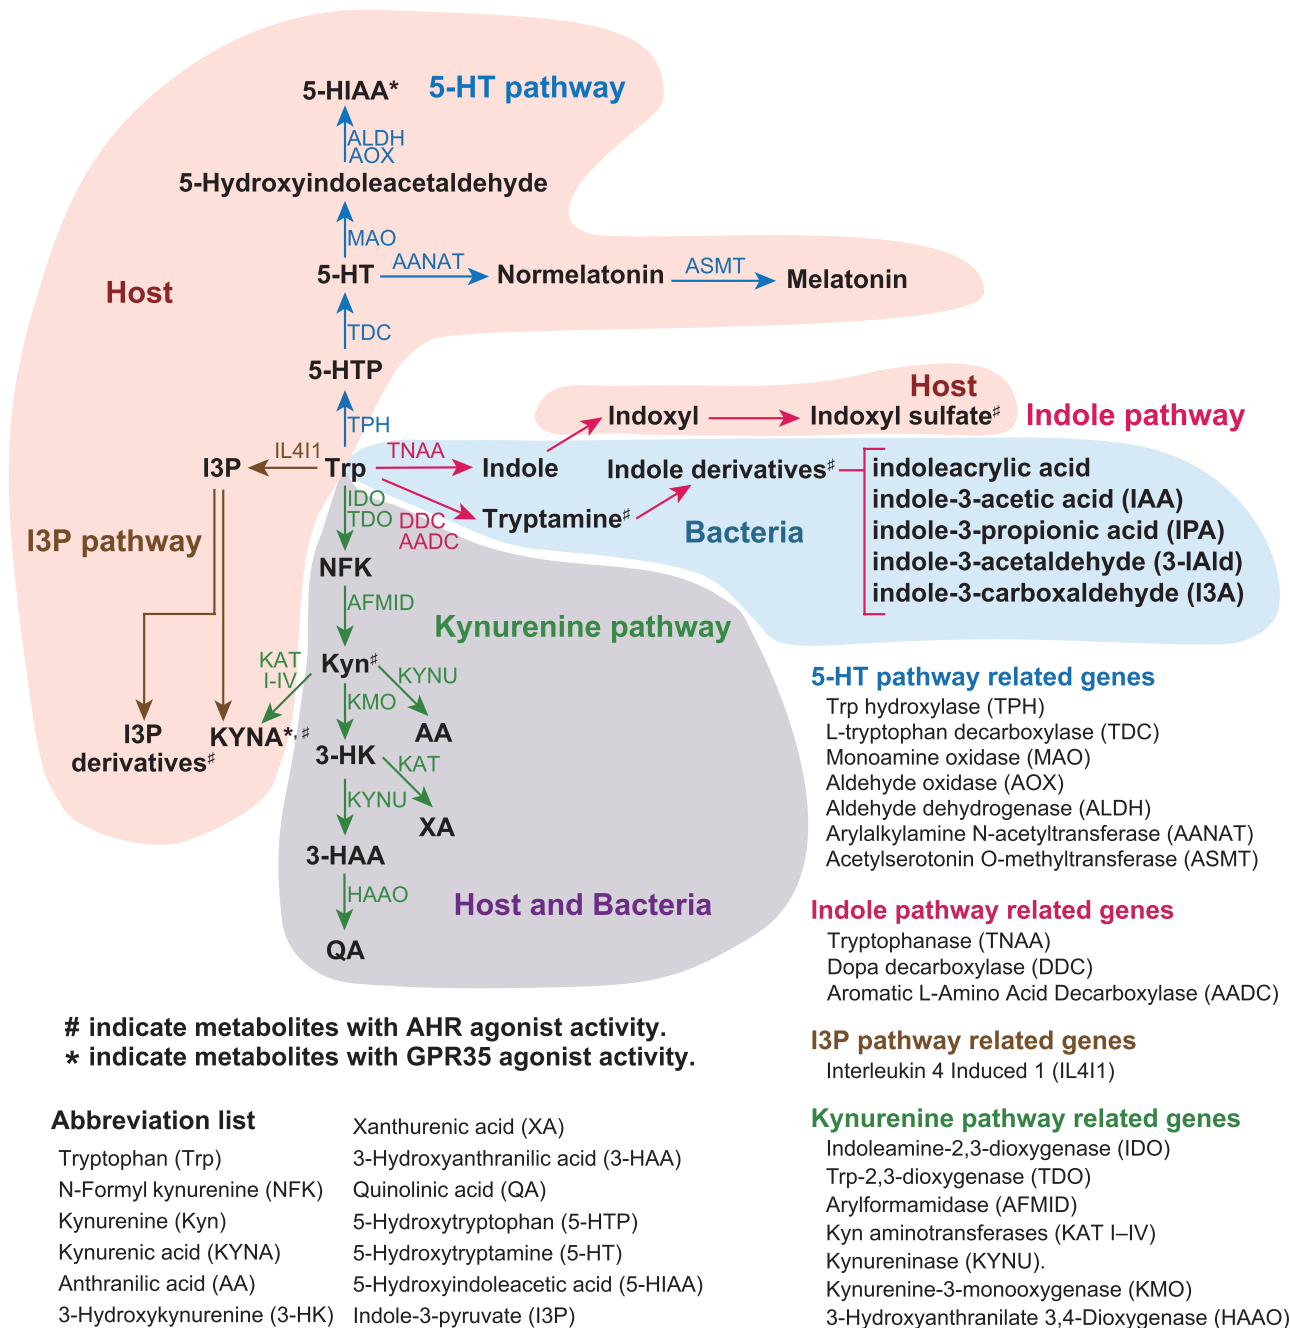 5-HIAA*
5-HT pathway
ALDH
AOX
5-Hydroxyindoleacetaldehyde
MAO
5-HT
AANAT
Normelatonin
ASMT
Melatonin
Host
TDC
5-HTP
TPH
Host
Indoxyl
Indoxyl sulfate♯
Indole pathway
I3P
IL4I1
Trp
TNAA
Indole
Indole derivatives♯
indoleacrylic acid
indole-3-acetic acid (IAA)
indole-3-propionic acid (IPA)
indole-3-acetaldehyde (3-IAld)
indole-3-carboxaldehyde (I3A)
IDO
TDO
DDC
AADC
Tryptamine♯
Bacteria
I3P pathway
NFK
AFMID
Kynurenine pathway
KAT
I-IV
Kyn♯
KYNU
KMO
AA
I3P
derivatives♯
KYNA*,♯
3-HK
KAT
KYNU
XA
3-HAA
HAAO
Host and Bacteria
QA
5-HT pathway related genes
Trp hydroxylase (TPH)
L-tryptophan decarboxylase (TDC)
Monoamine oxidase (MAO)
Aldehyde oxidase (AOX)
Aldehyde dehydrogenase (ALDH)
Arylalkylamine N-acetyltransferase (AANAT)
Acetylserotonin O-methyltransferase (ASMT)
Indole pathway related genes
Tryptophanase (TNAA)
Dopa decarboxylase (DDC)
Aromatic L-Amino Acid Decarboxylase (AADC)
I3P pathway related genes
Interleukin 4 Induced 1 (IL4I1)
Kynurenine pathway related genes
Indoleamine-2,3-dioxygenase (IDO)
Trp-2,3-dioxygenase (TDO)
Arylformamidase (AFMID)
Kyn aminotransferases (KAT I–IV)
Kynureninase (KYNU).
Kynurenine-3-monooxygenase (KMO)
3-Hydroxyanthranilate 3,4-Dioxygenase (HAAO)
# indicate metabolites with AHR agonist activity.
* indicate metabolites with GPR35 agonist activity.
Abbreviation list
Tryptophan (Trp)
N-Formyl kynurenine (NFK)
Kynurenine (Kyn)
Kynurenic acid (KYNA)
Anthranilic acid (AA)
3-Hydroxykynurenine (3-HK)
Xanthurenic acid (XA)
3-Hydroxyanthranilic acid (3-HAA)
Quinolinic acid (QA)
5-Hydroxytryptophan (5-HTP)
5-Hydroxytryptamine (5-HT)
5-Hydroxyindoleacetic acid (5-HIAA)
Indole-3-pyruvate (I3P)